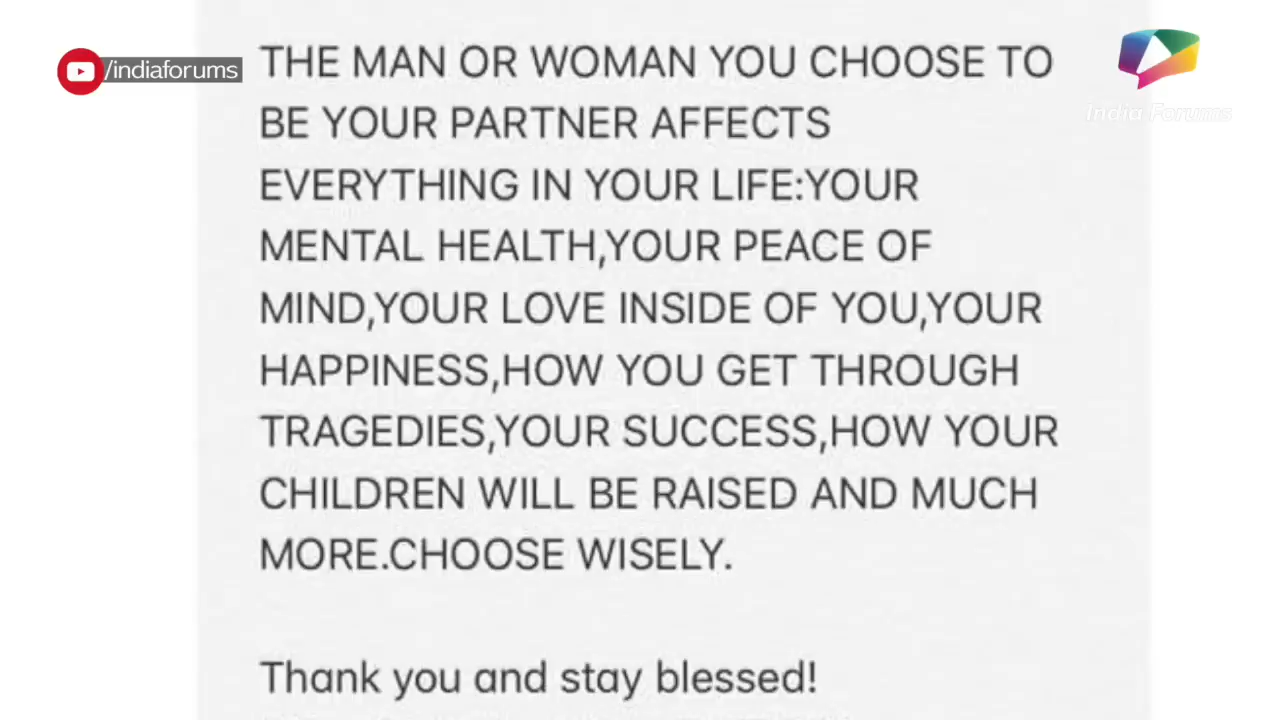 /indiaforums
India Forums
THE MAN OR WOMAN YOU CHOOSE TO
BE YOUR PARTNER AFFECTS
EVERYTHING IN YOUR LIFE:YOUR
MENTAL HEALTH,YOUR PEACE OF
MIND,YOUR LOVE INSIDE OF YOU,YOUR
HAPPINESS,HOW YOU GET THROUGH
TRAGEDIES,YOUR SUCCESS,HOW YOUR
CHILDREN WILL BE RAISED AND MUCH
MORE.CHOOSE WISELY.
Thank you and stay blessed!